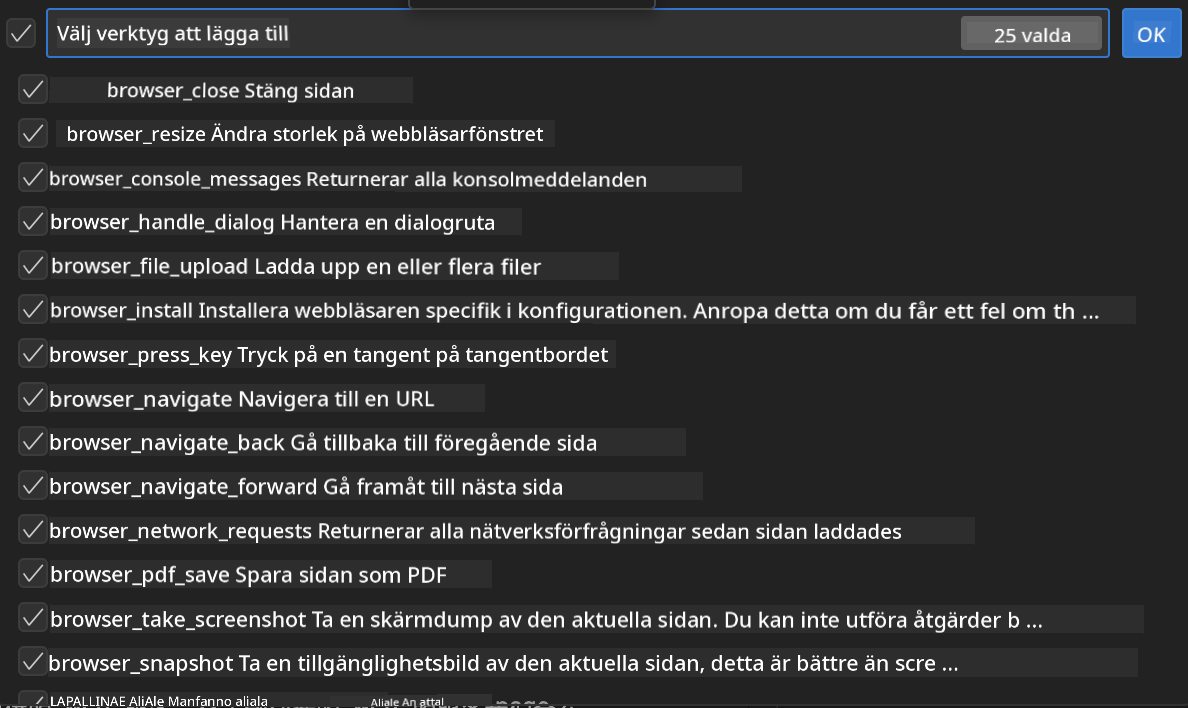 Välj verktyg att lägga till
25 valda
OK
browser_close Stäng sidan
browser_resize Ändra storlek på webbläsarfönstret
browser_console_messages Returnerar alla konsolmeddelanden
browser_handle_dialog Hantera en dialogruta
browser_file_upload Ladda upp en eller flera filer
browser_install Installera webbläsaren specifik i konfigurationen. Anropa detta om du får ett fel om th ...
browser_press_key Tryck på en tangent på tangentbordet
browser_navigate Navigera till en URL
browser_navigate_back Gå tillbaka till föregående sida
browser_navigate_forward Gå framåt till nästa sida
browser_network_requests Returnerar alla nätverksförfrågningar sedan sidan laddades
browser_pdf_save Spara sidan som PDF
browser_take_screenshot Ta en skärmdump av den aktuella sidan. Du kan inte utföra åtgärder b ...
browser_snapshot Ta en tillgänglighetsbild av den aktuella sidan, detta är bättre än scre ...
LAPALLINAE AliAle Manfanno aliala